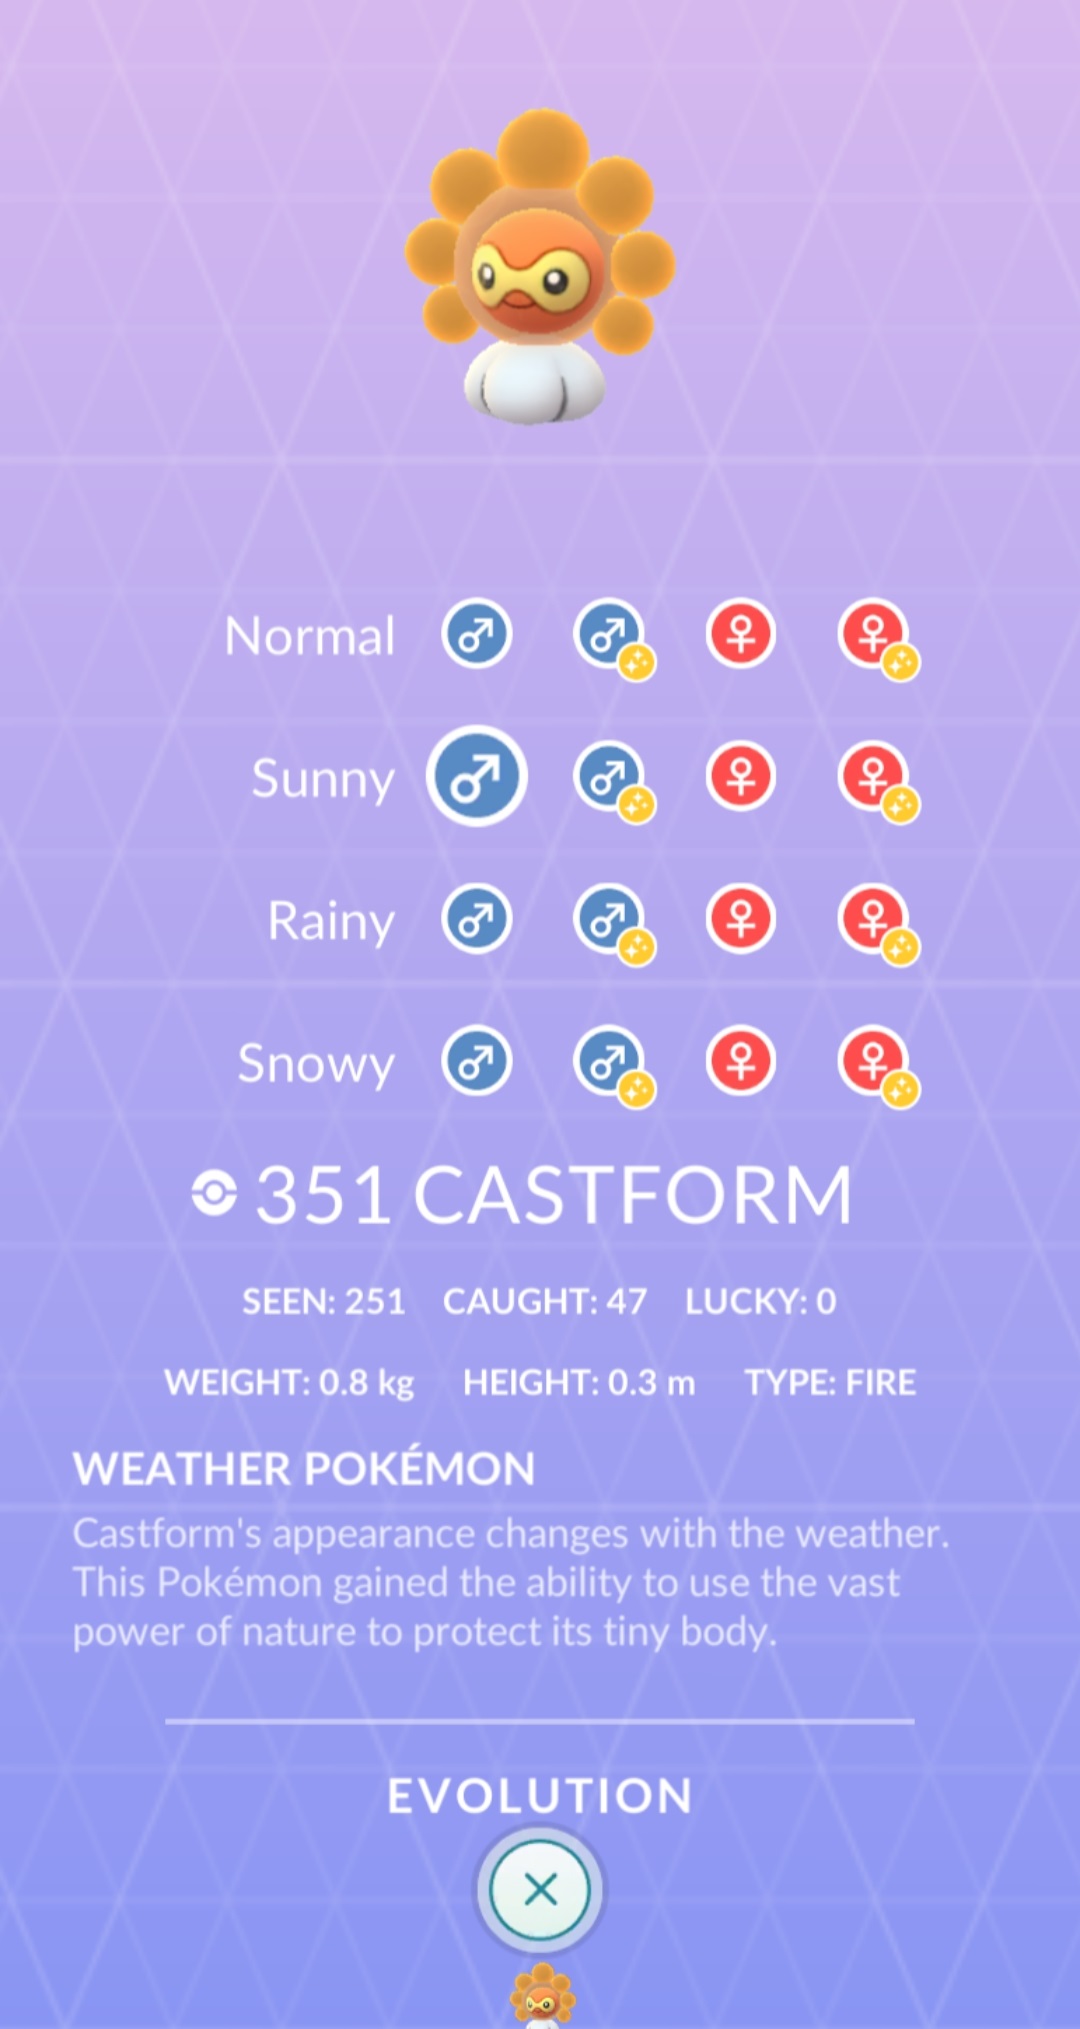 Normal
Sunny
Rainy
Snowy
351 CASTFORM
SEEN: 251 CAUGHT: 47 LUCKY: 0
WEIGHT: 0.8 kg HEIGHT: 0.3 m TYPE: FIRE
WEATHER POKÉMON
Castform's appearance changes with the weather.
This Pokémon gained the ability to use the vast
power of nature to protect its tiny body.
EVOLUTION